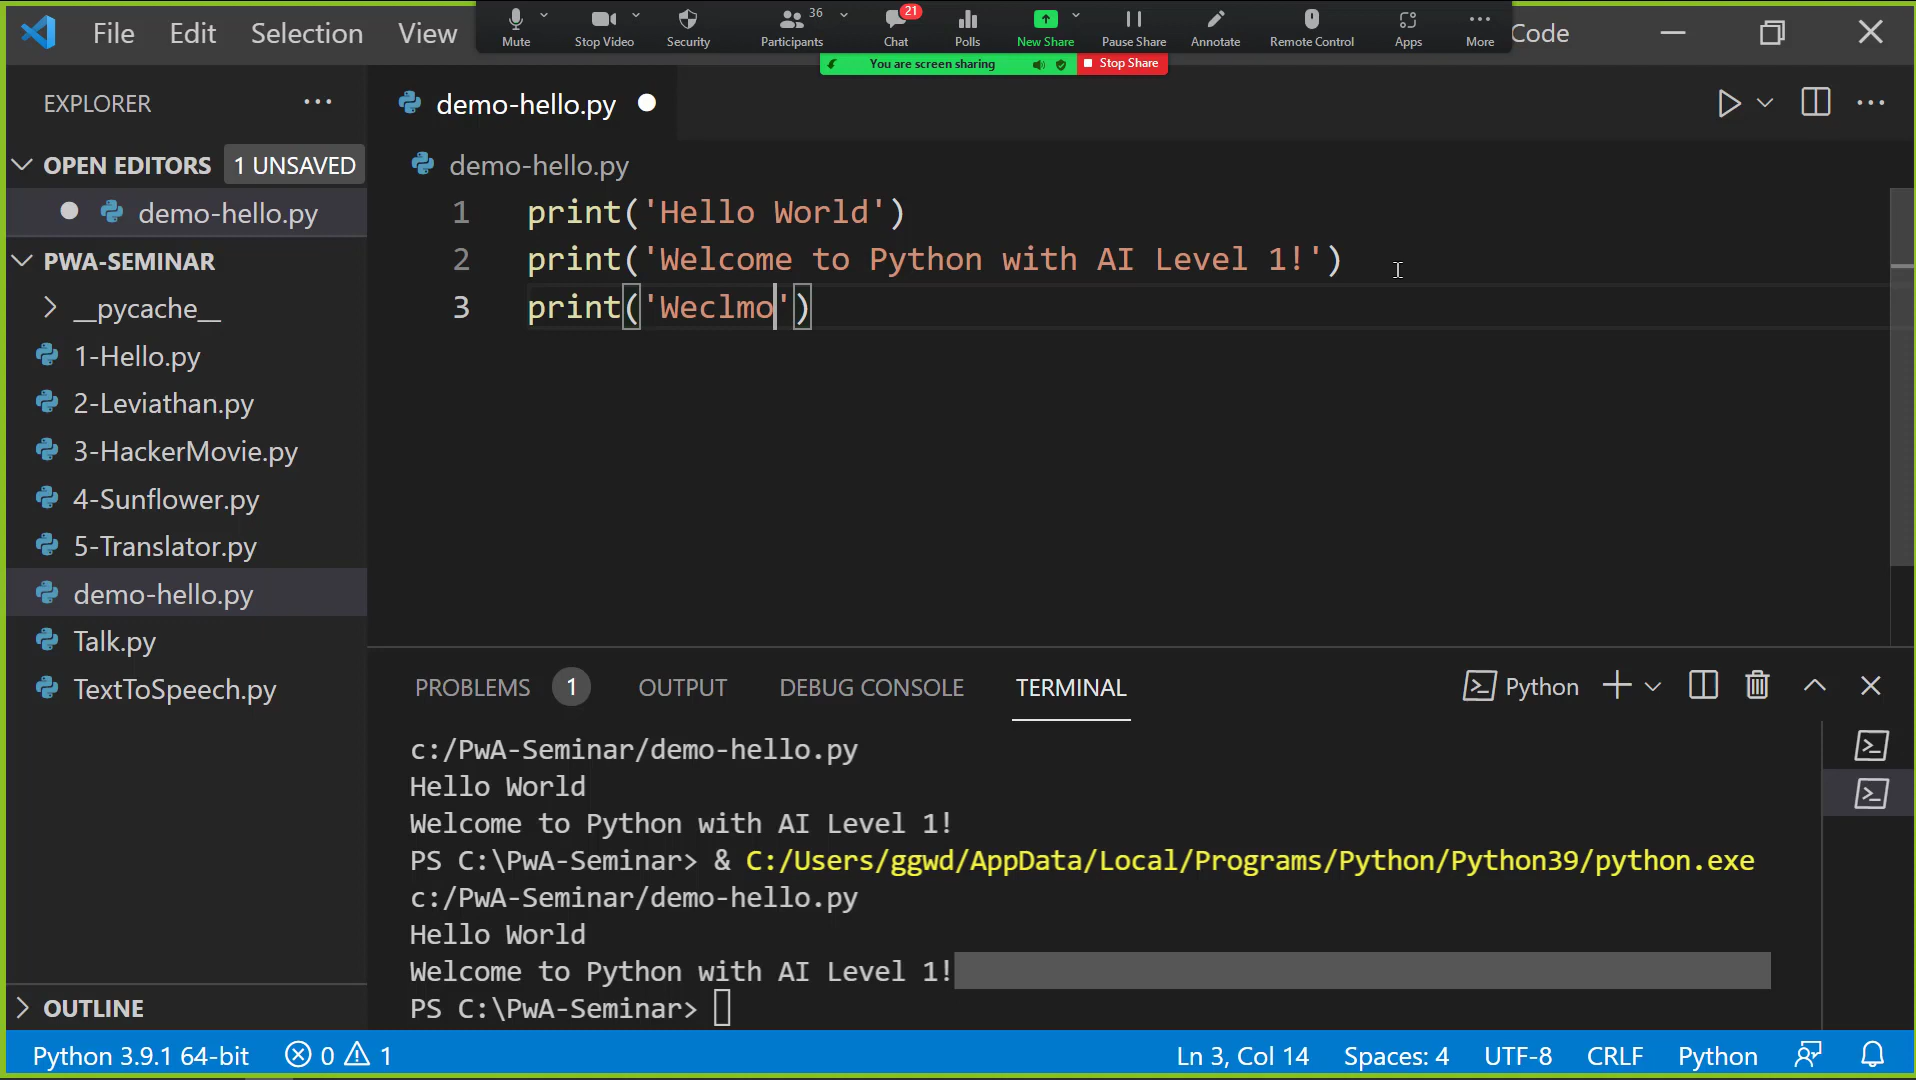 File Edit Selection View
Mute Stop Video Security Participants 36 Chat 21 Polls New Share Pause Share Annotate Remote Control Apps More
Code
You are screen sharing Stop Share
EXPLORER
demo-hello.py
OPEN EDITORS 1 UNSAVED
demo-hello.py
demo-hello.py
PWA-SEMINAR
__pycache__
1-Hello.py
2-Leviathan.py
3-HackerMovie.py
4-Sunflower.py
5-Translator.py
demo-hello.py
Talk.py
TextToSpeech.py
OUTLINE
1 print('Hello World')
2 print('Welcome to Python with AI Level 1!')
3 print('Weclmo')
PROBLEMS 1 OUTPUT DEBUG CONSOLE TERMINAL Python
c:/PwA-Seminar/demo-hello.py
Hello World
Welcome to Python with AI Level 1!
PS C:\PwA-Seminar> & C:/Users/ggwd/AppData/Local/Programs/Python/Python39/python.exe
c:/PwA-Seminar/demo-hello.py
Hello World
Welcome to Python with AI Level 1!
PS C:\PwA-Seminar>
Python 3.9.1 64-bit 0 1 Ln 3, Col 14 Spaces: 4 UTF-8 CRLF Python